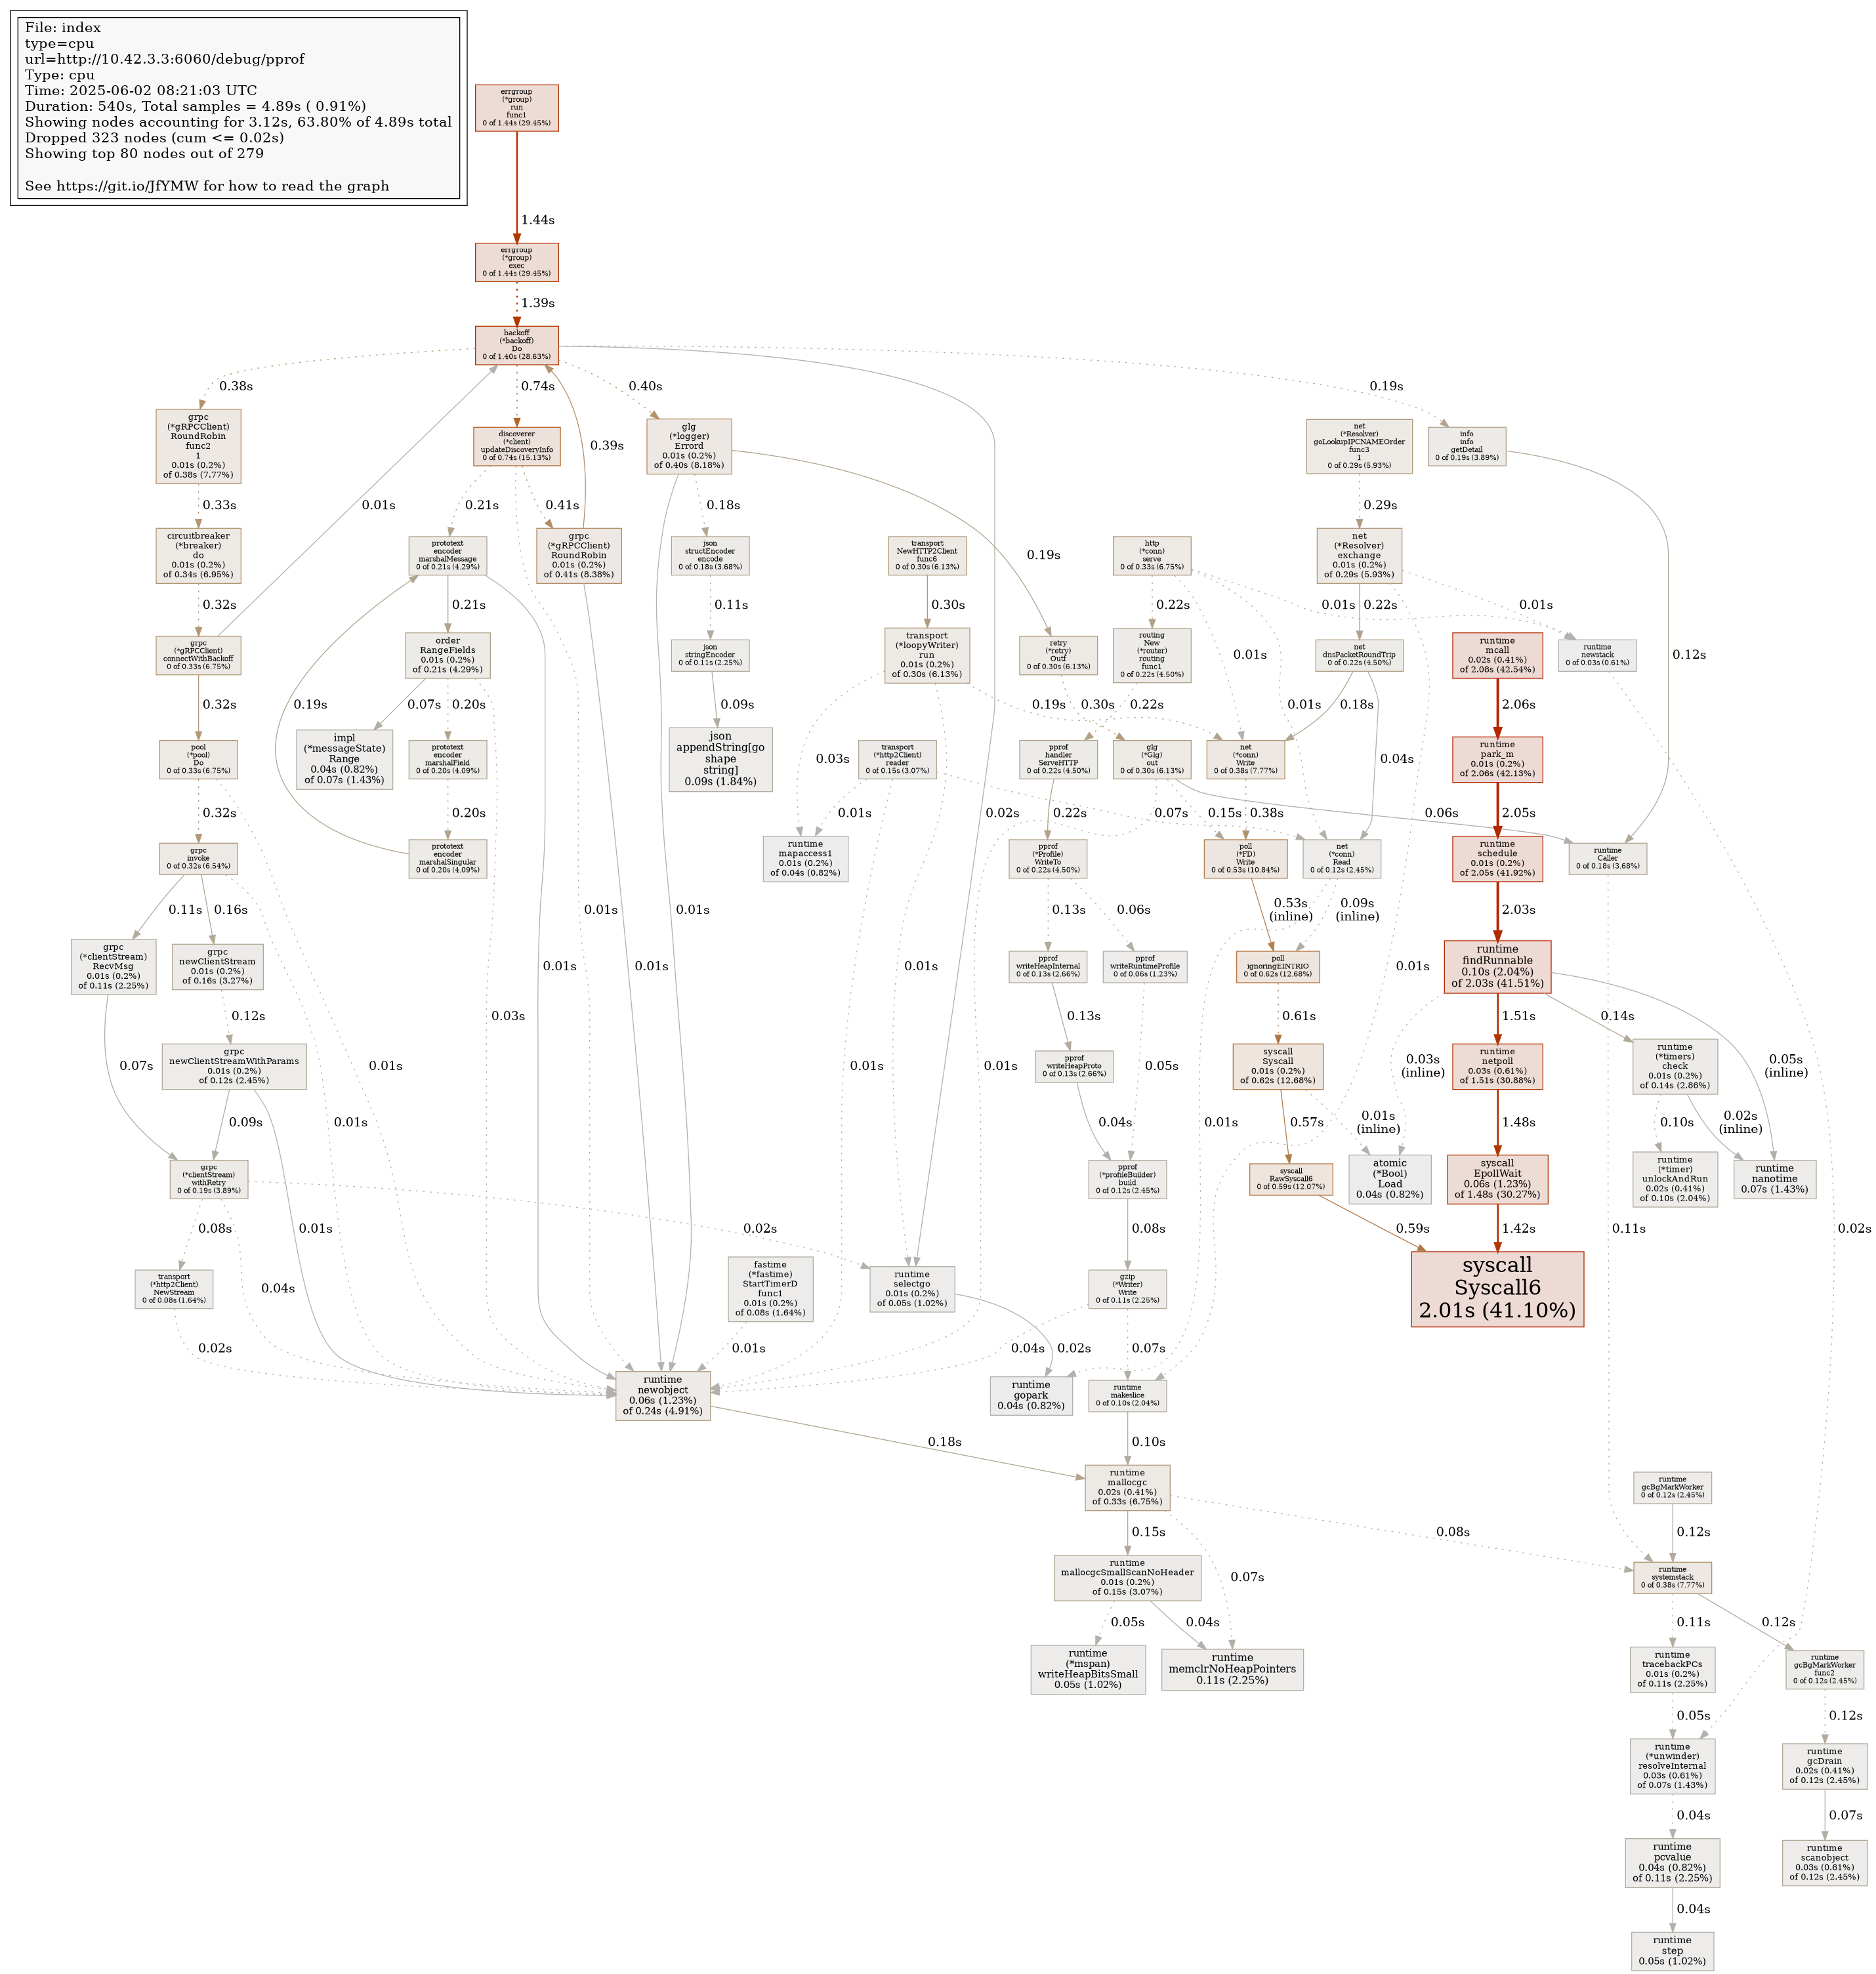 File: index
type=cpu
url=http://10.42.3.3:6060/debug/pprof
Type: cpu
Time: 2025-06-02 08:21:03 UTC
Duration: 540s, Total samples = 4.89s ( 0.91%)
Showing nodes accounting for 3.12s, 63.80% of 4.89s total
Dropped 323 nodes (cum <= 0.02s)
Showing top 80 nodes out of 279
See https://git.io/JfYMW for how to read the graph
errgroup
(*group)
run
func1
0 of 1.44s (29.45%)
1.44s
errgroup
(*group)
exec
0 of 1.44s (29.45%)
1.39s
backoff
(*backoff)
Do
0 of 1.40s (28.63%)
0.38s
0.74s
0.40s
0.19s
grpc
(*gRPCClient)
RoundRobin
func2
1
0.01s (0.2%)
of 0.38s (7.77%)
discoverer
(*client)
updateDiscoveryInfo
0 of 0.74s (15.13%)
0.39s
glg
(*logger)
Errord
0.01s (0.2%)
of 0.40s (8.18%)
net
(*Resolver)
goLookupIPCNAMEOrder
func3
1
0 of 0.29s (5.93%)
info
info
getDetail
0 of 0.19s (3.89%)
0.33s
0.01s
0.21s
0.41s
0.18s
0.19s
0.29s
circuitbreaker
(*breaker)
do
0.01s (0.2%)
of 0.34s (6.95%)
prototext
encoder
marshalMessage
0 of 0.21s (4.29%)
grpc
(*gRPCClient)
RoundRobin
0.01s (0.2%)
of 0.41s (8.38%)
json
structEncoder
encode
0 of 0.18s (3.68%)
transport
NewHTTP2Client
func6
0 of 0.30s (6.13%)
http
(*conn)
serve
0 of 0.33s (6.75%)
net
(*Resolver)
exchange
0.01s (0.2%)
of 0.29s (5.93%)
0.32s
0.21s
0.11s
0.30s
0.22s
0.01s
0.22s
0.01s
grpc
(*gRPCClient)
connectWithBackoff
0 of 0.33s (6.75%)
order
RangeFields
0.01s (0.2%)
of 0.21s (4.29%)
json
stringEncoder
0 of 0.11s (2.25%)
transport
(*loopyWriter)
run
0.01s (0.2%)
of 0.30s (6.13%)
retry
(*retry)
Outf
0 of 0.30s (6.13%)
routing
New
(*router)
routing
func1
0 of 0.22s (4.50%)
0.01s
net
dnsPacketRoundTrip
0 of 0.22s (4.50%)
runtime
mcall
0.02s (0.41%)
of 2.08s (42.54%)
runtime
newstack
0 of 0.03s (0.61%)
0.12s
0.32s
0.19s
0.07s
0.20s
0.09s
0.19s
0.30s
0.22s
0.01s
0.18s
2.06s
pool
(*pool)
Do
0 of 0.33s (6.75%)
impl
(*messageState)
Range
0.04s (0.82%)
of 0.07s (1.43%)
prototext
encoder
marshalField
0 of 0.20s (4.09%)
json
appendString[go
shape
string]
0.09s (1.84%)
0.03s
transport
(*http2Client)
reader
0 of 0.15s (3.07%)
pprof
handler
ServeHTTP
0 of 0.22s (4.50%)
glg
(*Glg)
out
0 of 0.30s (6.13%)
net
(*conn)
Write
0 of 0.38s (7.77%)
0.04s
runtime
park_m
0.01s (0.2%)
of 2.06s (42.13%)
0.32s
0.20s
0.02s
0.01s
0.22s
0.07s
0.15s
0.38s
0.06s
2.05s
grpc
invoke
0 of 0.32s (6.54%)
prototext
encoder
marshalSingular
0 of 0.20s (4.09%)
runtime
mapaccess1
0.01s (0.2%)
of 0.04s (0.82%)
pprof
(*Profile)
WriteTo
0 of 0.22s (4.50%)
poll
(*FD)
Write
0 of 0.53s (10.84%)
net
(*conn)
Read
0 of 0.12s (2.45%)
runtime
schedule
0.01s (0.2%)
of 2.05s (41.92%)
runtime
Caller
0 of 0.18s (3.68%)
0.11s
0.16s
0.01s
0.01s
0.13s
0.06s
0.53s
(inline)
0.09s
(inline)
2.03s
grpc
(*clientStream)
RecvMsg
0.01s (0.2%)
of 0.11s (2.25%)
grpc
newClientStream
0.01s (0.2%)
of 0.16s (3.27%)
0.01s
0.01s
0.01s
pprof
writeHeapInternal
0 of 0.13s (2.66%)
pprof
writeRuntimeProfile
0 of 0.06s (1.23%)
poll
ignoringEINTRIO
0 of 0.62s (12.68%)
0.01s
runtime
findRunnable
0.10s (2.04%)
of 2.03s (41.51%)
0.12s
0.03s
0.13s
0.61s
1.51s
0.14s
0.07s
grpc
newClientStreamWithParams
0.01s (0.2%)
of 0.12s (2.45%)
0.01s
0.01s
0.01s
pprof
writeHeapProto
0 of 0.13s (2.66%)
0.05s
syscall
Syscall
0.01s (0.2%)
of 0.62s (12.68%)
0.03s
(inline)
runtime
netpoll
0.03s (0.61%)
of 1.51s (30.88%)
runtime
(*timers)
check
0.01s (0.2%)
of 0.14s (2.86%)
0.05s
(inline)
0.09s
0.01s
0.04s
0.01s
0.57s
0.01s
(inline)
1.48s
0.10s
0.02s
(inline)
grpc
(*clientStream)
withRetry
0 of 0.19s (3.89%)
pprof
(*profileBuilder)
build
0 of 0.12s (2.45%)
syscall
RawSyscall6
0 of 0.59s (12.07%)
atomic
(*Bool)
Load
0.04s (0.82%)
syscall
EpollWait
0.06s (1.23%)
of 1.48s (30.27%)
runtime
(*timer)
unlockAndRun
0.02s (0.41%)
of 0.10s (2.04%)
runtime
nanotime
0.07s (1.43%)
0.08s
0.01s
0.02s
0.08s
0.59s
1.42s
0.11s
0.02s
transport
(*http2Client)
NewStream
0 of 0.08s (1.64%)
0.04s
fastime
(*fastime)
StartTimerD
func1
0.01s (0.2%)
of 0.08s (1.64%)
runtime
selectgo
0.01s (0.2%)
of 0.05s (1.02%)
gzip
(*Writer)
Write
0 of 0.11s (2.25%)
syscall
Syscall6
2.01s (41.10%)
0.02s
0.01s
0.04s
0.02s
0.07s
runtime
newobject
0.06s (1.23%)
of 0.24s (4.91%)
runtime
gopark
0.04s (0.82%)
runtime
makeslice
0 of 0.10s (2.04%)
0.18s
0.10s
runtime
mallocgc
0.02s (0.41%)
of 0.33s (6.75%)
runtime
gcBgMarkWorker
0 of 0.12s (2.45%)
0.15s
0.08s
0.12s
runtime
mallocgcSmallScanNoHeader
0.01s (0.2%)
of 0.15s (3.07%)
0.07s
runtime
systemstack
0 of 0.38s (7.77%)
0.05s
0.04s
0.11s
0.12s
runtime
(*mspan)
writeHeapBitsSmall
0.05s (1.02%)
runtime
memclrNoHeapPointers
0.11s (2.25%)
runtime
tracebackPCs
0.01s (0.2%)
of 0.11s (2.25%)
runtime
gcBgMarkWorker
func2
0 of 0.12s (2.45%)
0.05s
0.12s
runtime
(*unwinder)
resolveInternal
0.03s (0.61%)
of 0.07s (1.43%)
runtime
gcDrain
0.02s (0.41%)
of 0.12s (2.45%)
0.04s
0.07s
runtime
pcvalue
0.04s (0.82%)
of 0.11s (2.25%)
runtime
scanobject
0.03s (0.61%)
of 0.12s (2.45%)
0.04s
runtime
step
0.05s (1.02%)